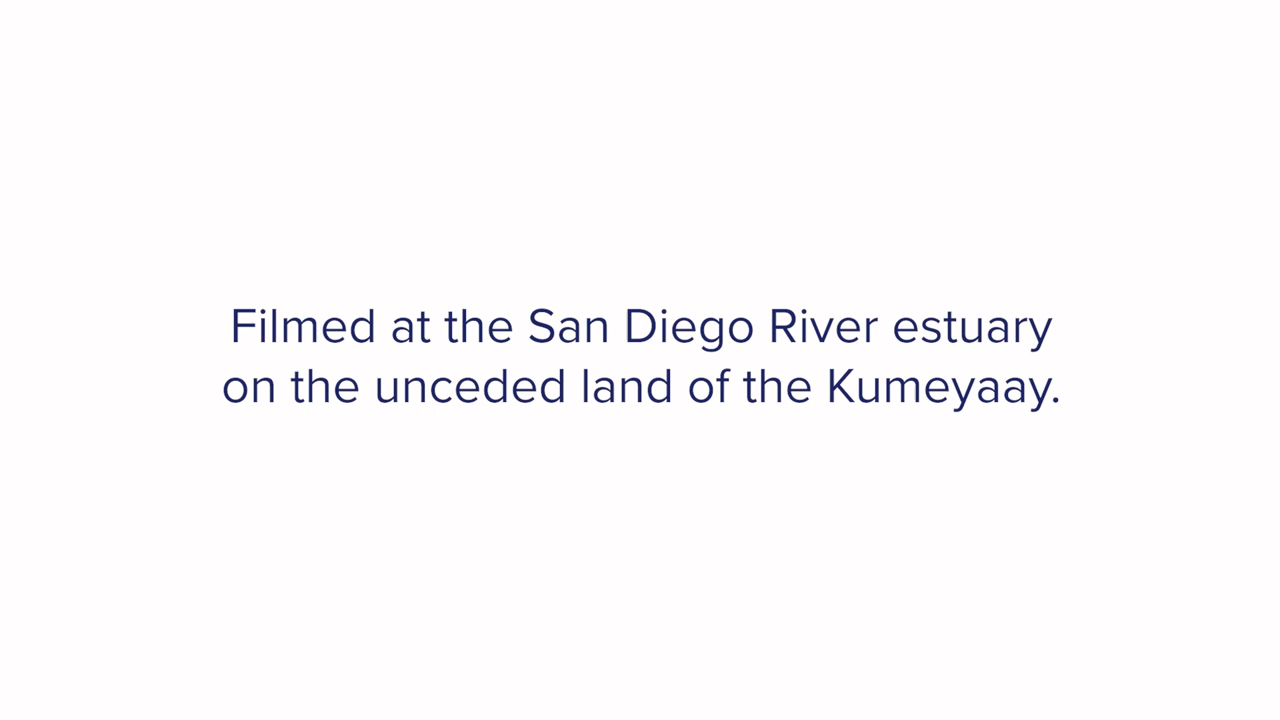 Filmed at the San Diego River estuary
on the unceded land of the Kumeyaay.